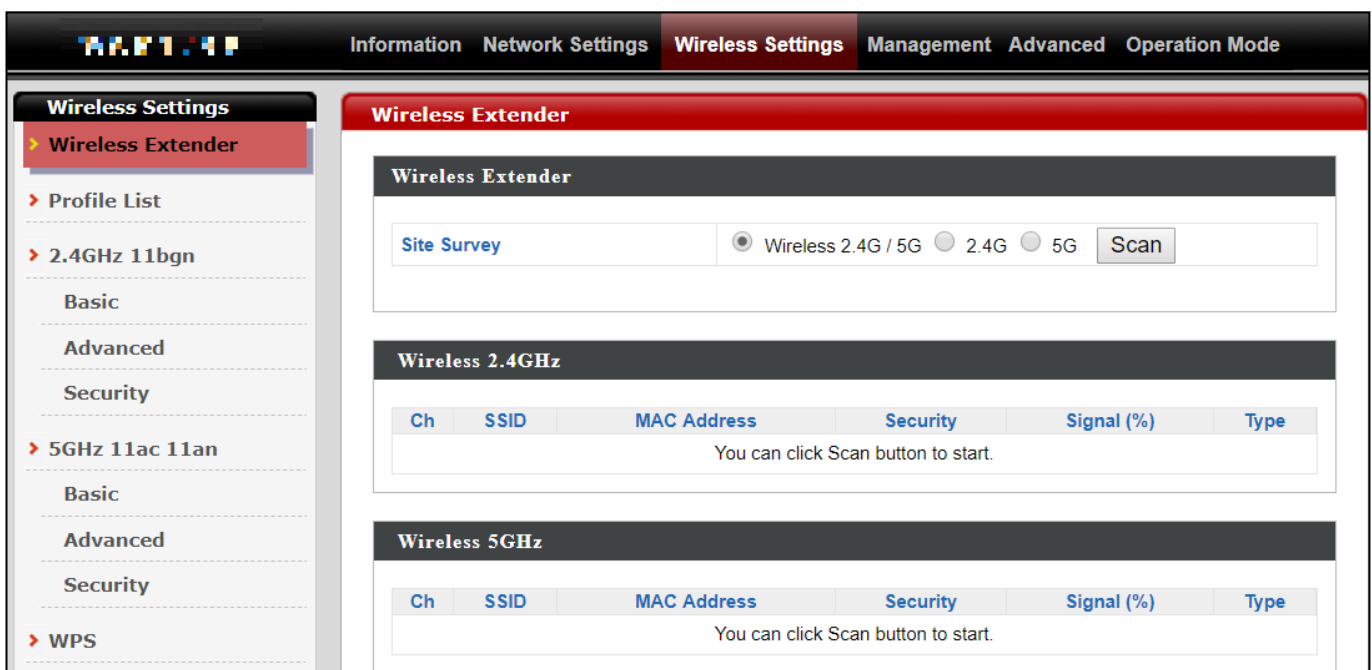 Information Network Settings Wireless Settings Management Advanced Operation Mode
Wireless Settings
Wireless Extender
Profile List
2.4GHz 11bgn
Basic
Advanced
Security
5GHz 11ac 11an
Basic
Advanced
Security
WPS
Wireless Extender
Wireless Extender
Site Survey Wireless 2.4G / 5G 2.4G 5G Scan
Wireless 2.4GHz
Ch SSID MAC Address Security Signal (%) Type
You can click Scan button to start.
Wireless 5GHz
Ch SSID MAC Address Security Signal (%) Type
You can click Scan button to start.